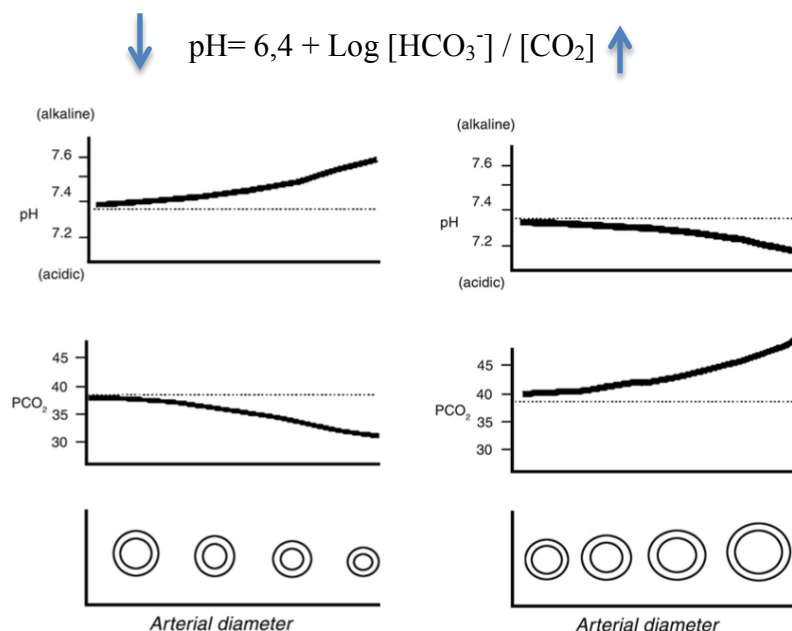 pH= 6,4 + Log [HCO₃⁻] / [CO₂]
(alkaline)
7.6
7.4
pH
7.2
(acidic)
45
40
PCO₂
35
30
Arterial diameter
(alkaline)
7.6
7.4
pH
7.2
(acidic)
45
40
PCO₂
35
30
Arterial diameter